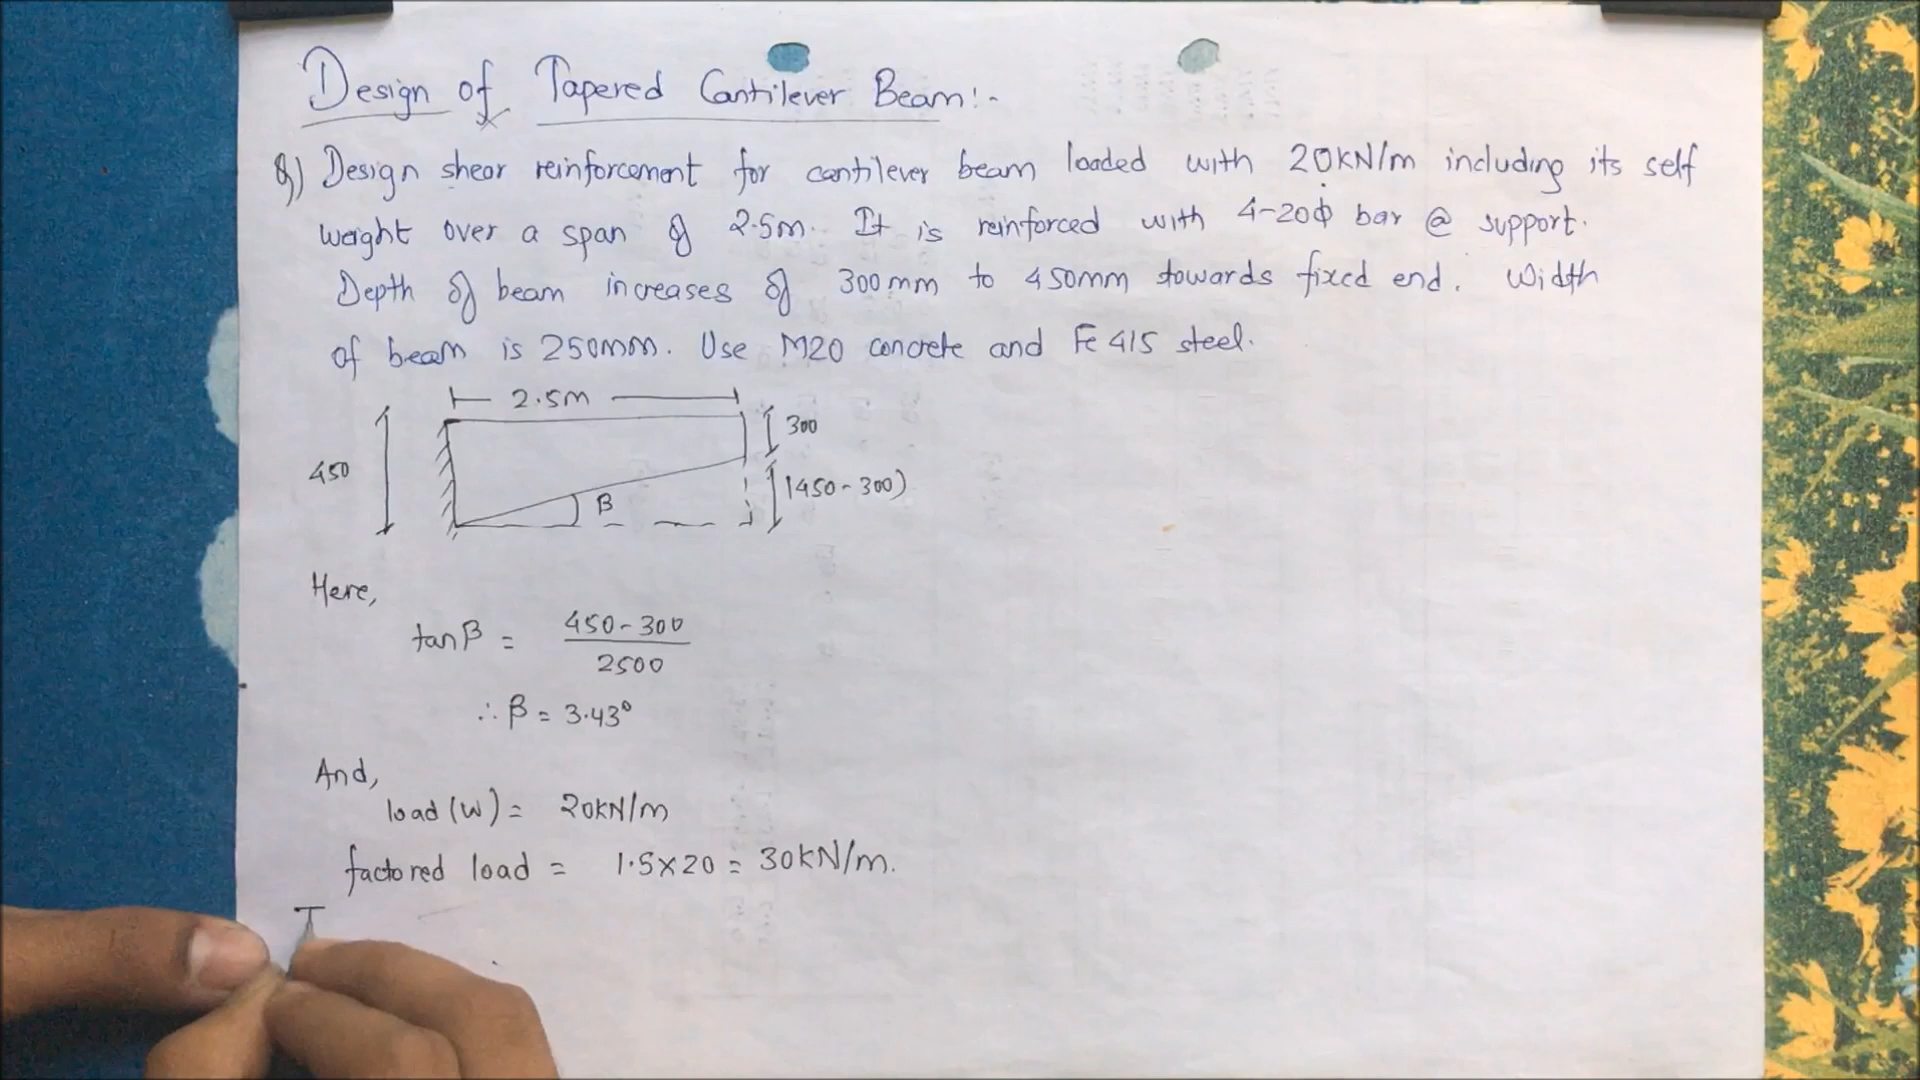 Design of Tapered Cantilever Beam:-
Q) Design shear reinforcement for cantilever beam loaded with 20kN/m including its self
weight over a span of 2.5m. It is reinforced with 4-20ϕ bar @ support.
Depth of beam increases of 300mm to 450mm towards fixed end. Width
of beam is 250mm. Use M20 concrete and Fe 415 steel.
2.5m
300
450
(450-300)
β
Here,
tanβ = 450-300
2500
∴ β = 3.43°
And,
load (w) = 20kN/m
factored load = 1.5×20 = 30kN/m.
T